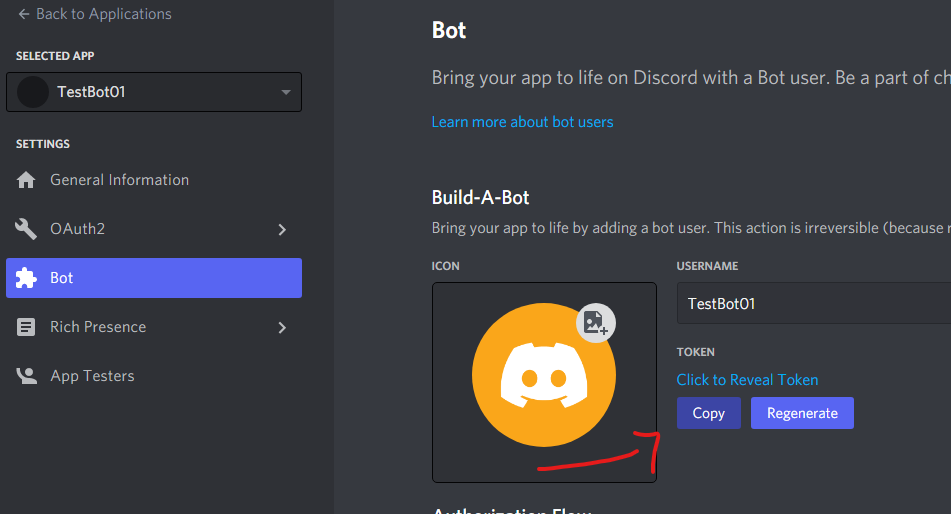 Back to Applications
SELECTED APP
TestBot01
SETTINGS
General Information
OAuth2
Bot
Rich Presence
App Testers
Bot
Bring your app to life on Discord with a Bot user. Be a part of ch
Learn more about bot users
Build-A-Bot
Bring your app to life by adding a bot user. This action is irreversible (because r
ICON
USERNAME
TestBot01
TOKEN
Click to Reveal Token
Copy
Regenerate
Authorization Flow